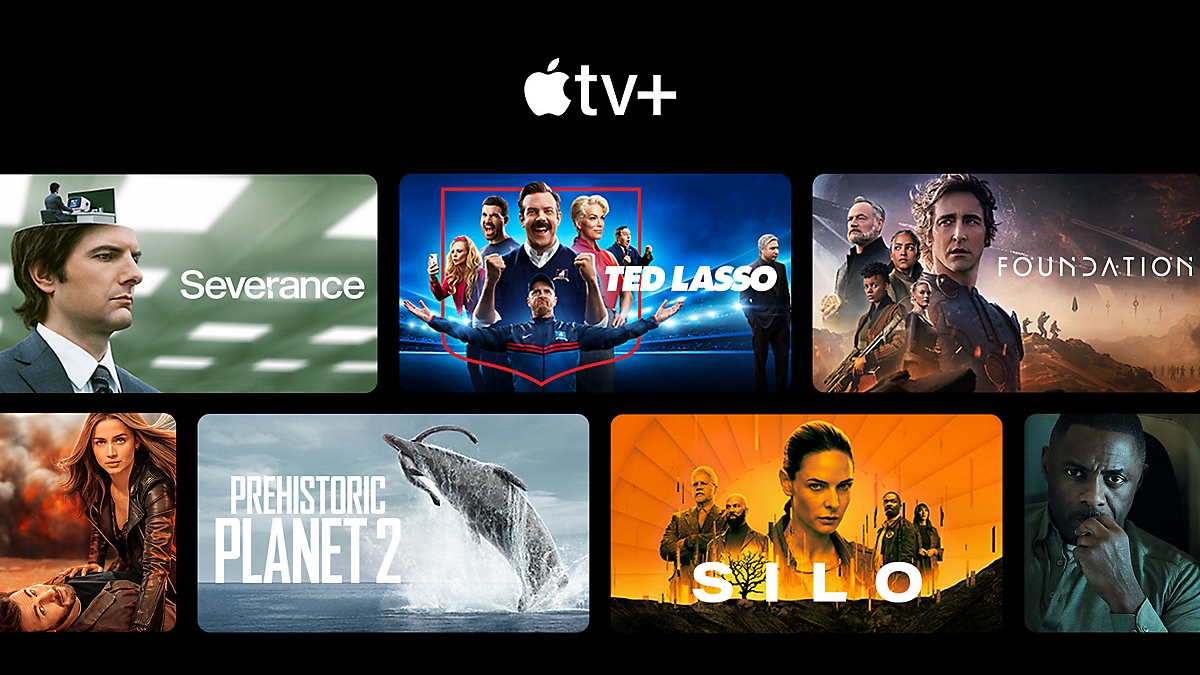 tv+
Severance
TED LASSO
FOUNDATION
PREHISTORIC
PLANET 2
SILO